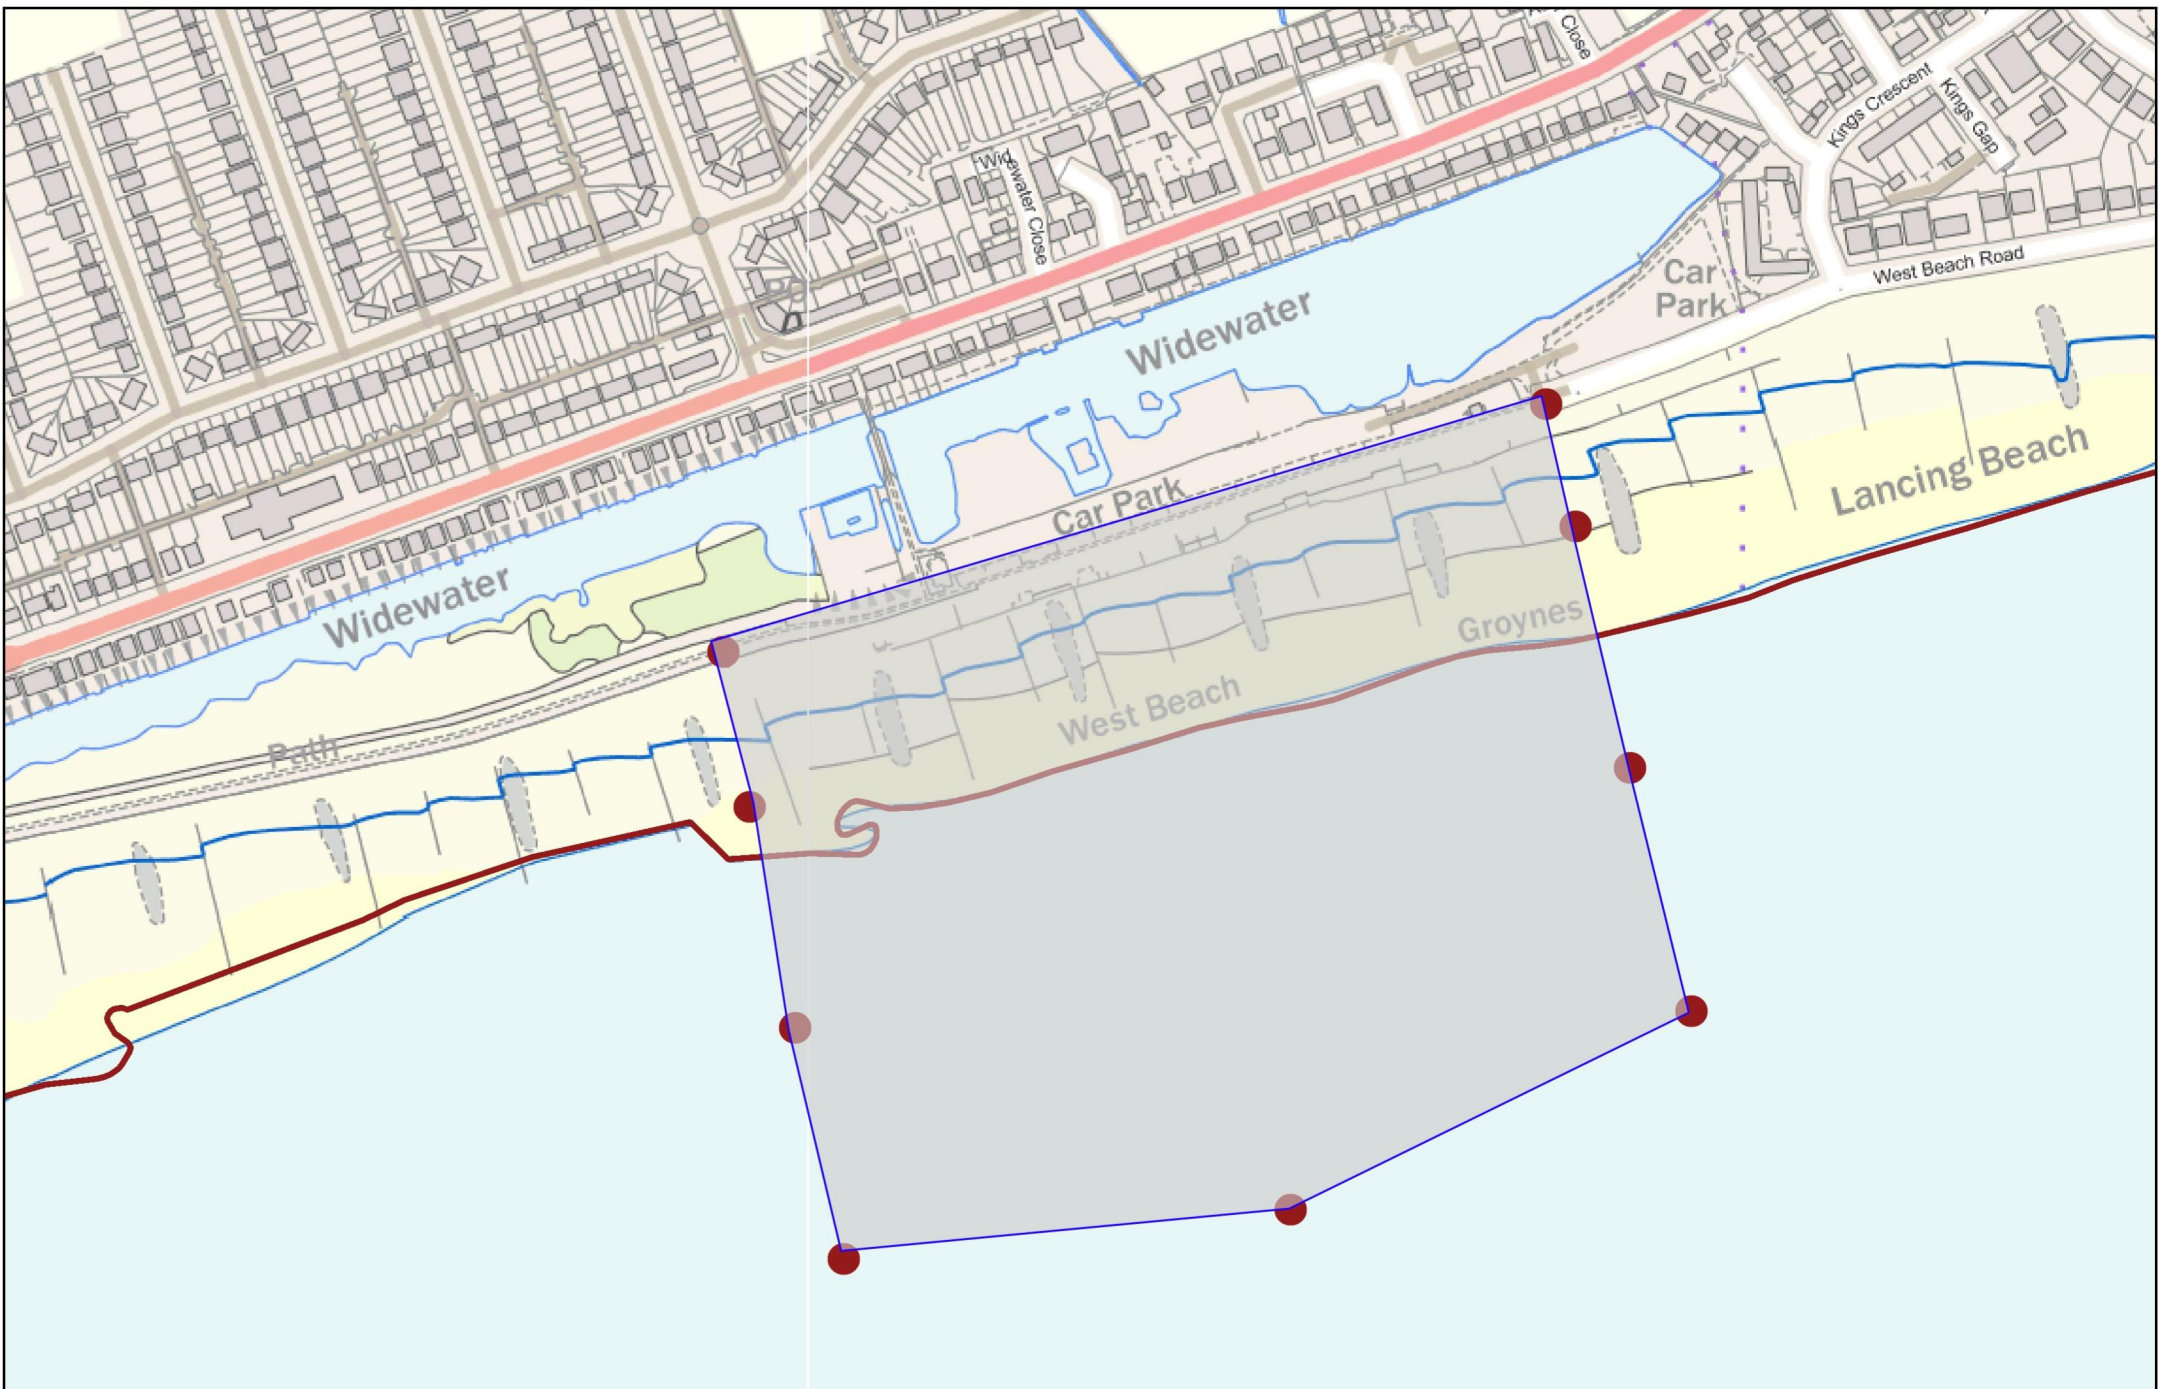 Close
Kings Crescent
Kings Gap
Widewater Close
West Beach Road
Car
Park
PO
Widewater
Lancing Beach
Car Park
Widewater
Groynes
West Beach
Path